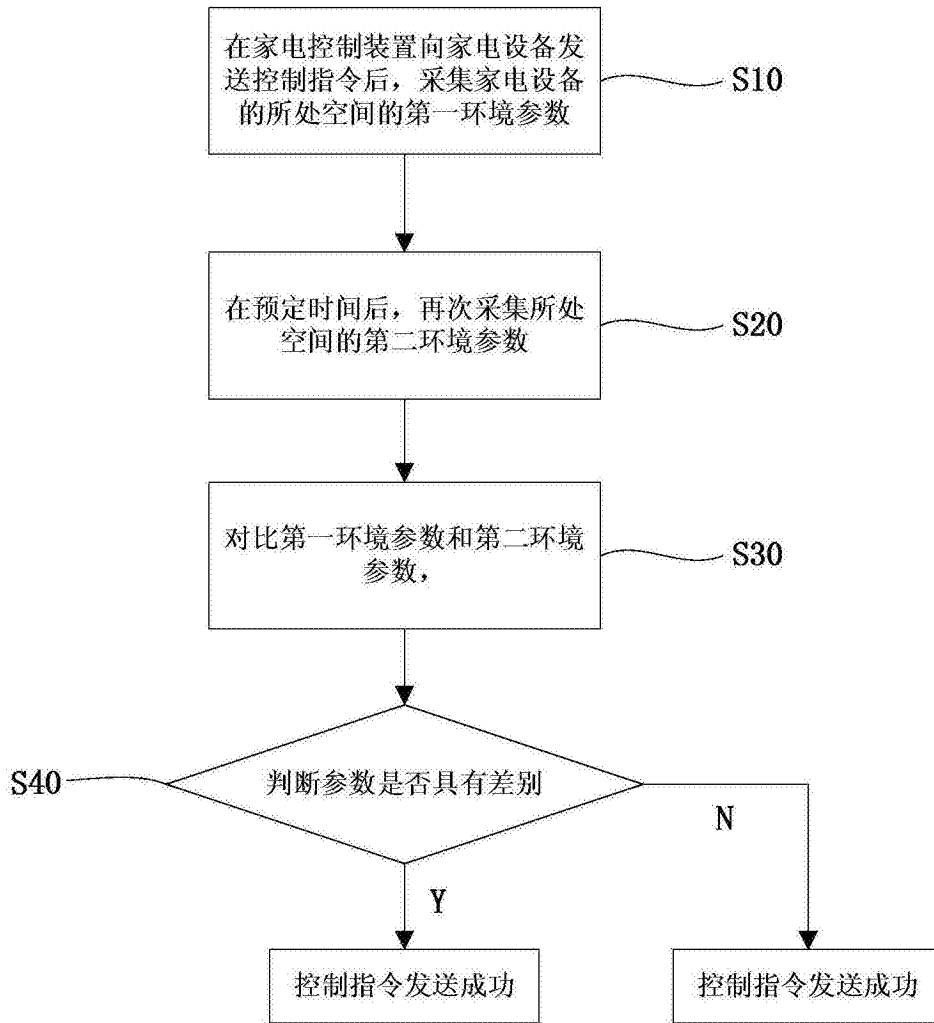 在家电控制装置向家电设备发
送控制指令后，采集家电设备
的所处空间的第一环境参数
S10
在预定时间后，再次采集所处
空间的第二环境参数
S20
对比第一环境参数和第二环境
参数，
S30
S40
判断参数是否具有差别
N
Y
控制指令发送成功
控制指令发送成功